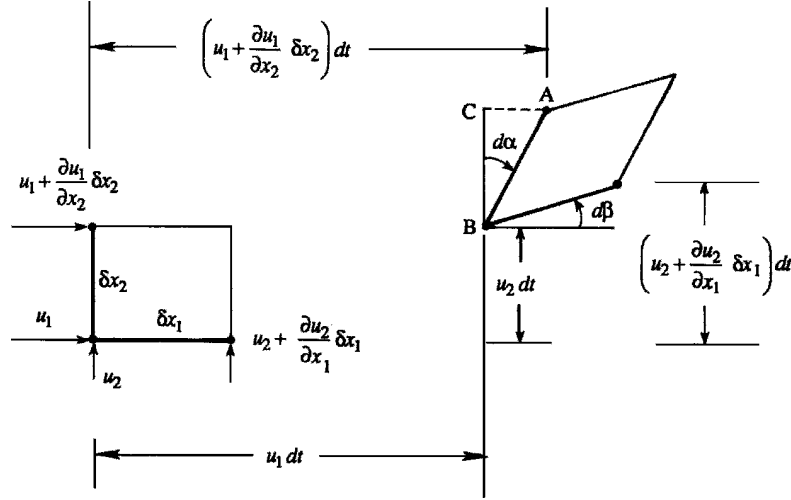 (u₁ + ∂u₁/∂x₂ δx₂) dt
C
A
dα
u₁ + ∂u₁/∂x₂ δx₂
B
dβ
δx₂
u₂ dt
(u₂ + ∂u₂/∂x₁ δx₁) dt
u₁
δx₁
u₂ + ∂u₂/∂x₁ δx₁
u₂
u₁ dt